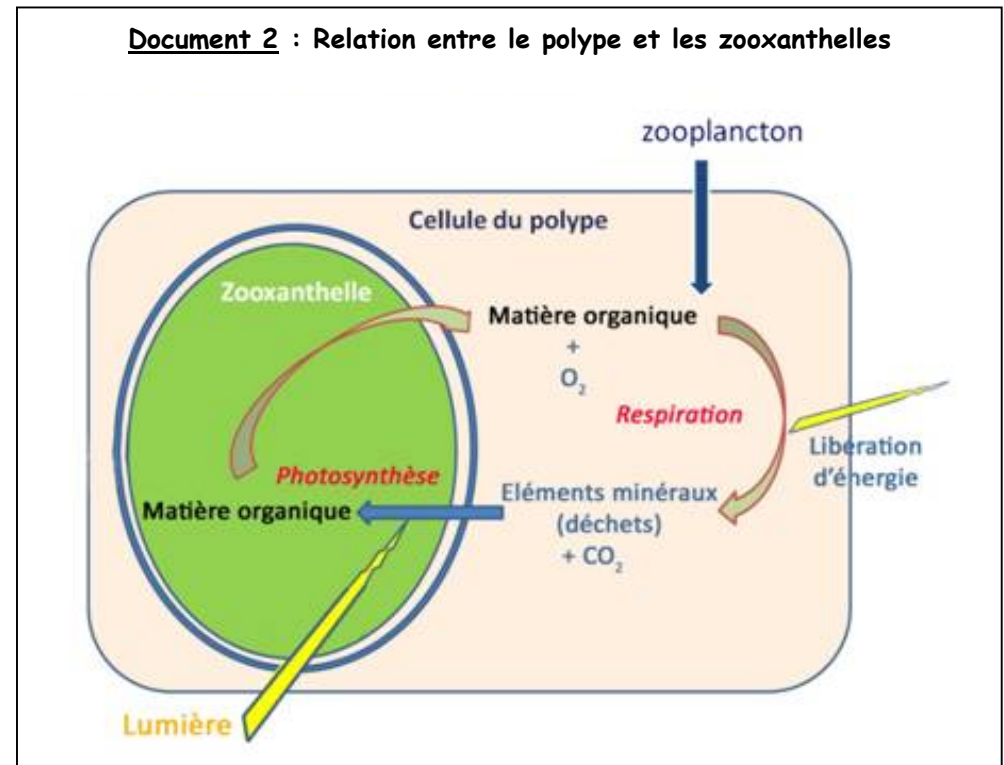 Document 2 : Relation entre le polype et les zooxanthelles
zooplancton
Cellule du polype
Zooxanthelle
Matière organique
+
O₂
Respiration
Libération
d'énergie
Photosynthèse
Matière organique
Eléments minéraux
(déchets)
+ CO₂
Lumière